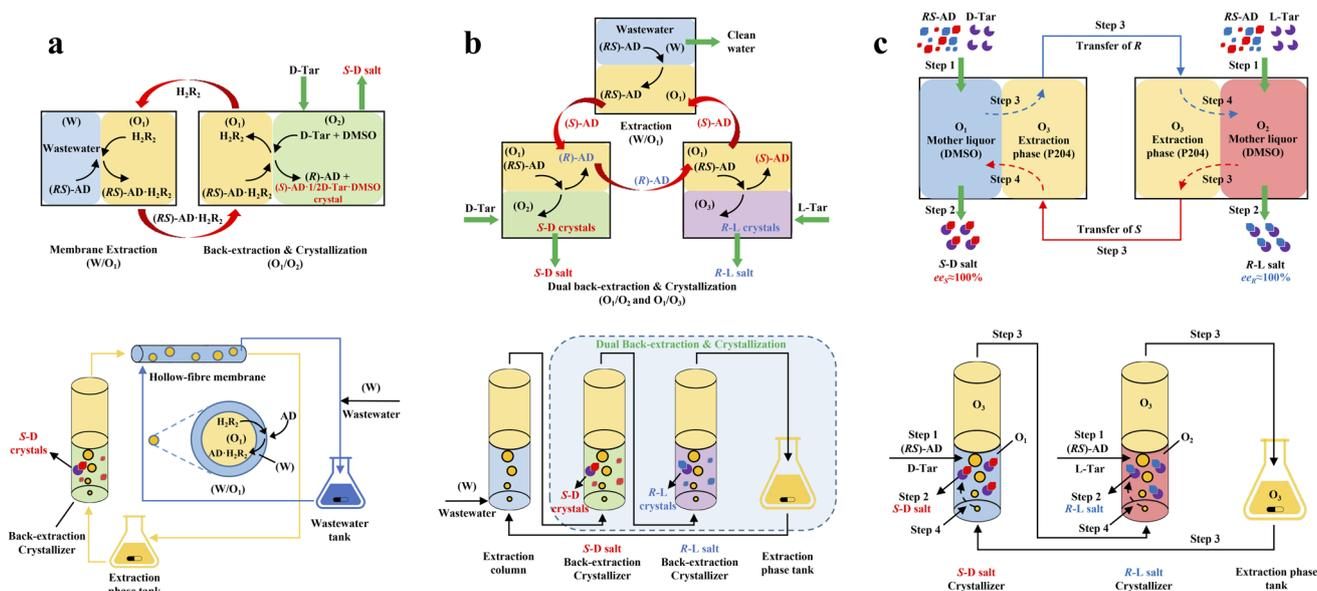 a
H₂R₂
D-Tar
S-D salt
(W)
Wastewater
(RS)-AD
(O₁)
H₂R₂
(RS)-AD·H₂R₂
(O₁)
H₂R₂
(RS)-AD·H₂R₂
(O₂)
D-Tar + DMSO
(R)-AD +
(S)-AD·1/2D-Tar·DMSO
crystal
(RS)-AD·H₂R₂
Membrane Extraction
(W/O₁)
Back-extraction & Crystallization
(O₁/O₂)
Hollow-fibre membrane
(W)
Wastewater
S-D
crystals
H₂R₂
(O₁)
AD·H₂R₂
AD
(W)
(W/O₁)
Back-extraction
Crystallizer
Extraction
phase tank
Wastewater
tank
b
Wastewater
(RS)-AD
(W)
Clean
water
(RS)-AD
(O₁)
Extraction
(W/O₁)
(S)-AD
(S)-AD
(O₁)
(RS)-AD
(R)-AD
(O₂)
S-D crystals
(R)-AD
(O₁)
(RS)-AD
(S)-AD
(O₃)
R-L crystals
D-Tar
L-Tar
S-D salt
R-L salt
Dual back-extraction & Crystallization
(O₁/O₂ and O₁/O₃)
Dual Back-extraction & Crystallization
(W)
Wastewater
S-D
crystals
R-L
crystals
Extraction
column
S-D salt
Back-extraction
Crystallizer
R-L salt
Back-extraction
Crystallizer
Extraction
phase tank
c
RS-AD
D-Tar
Step 1
Step 3
Transfer of R
RS-AD
L-Tar
Step 1
Step 3
O₁
Mother liquor
(DMSO)
O₃
Extraction
phase (P204)
Step 4
O₃
Extraction
phase (P204)
Step 4
O₂
Mother liquor
(DMSO)
Step 3
Step 2
Transfer of S
Step 3
Step 2
S-D salt
eeS≈100%
R-L salt
eeR≈100%
Step 3
Step 3
O₃
O₃
Step 1
(RS)-AD
D-Tar
O₁
Step 2
S-D salt
Step 4
Step 1
(RS)-AD
L-Tar
O₂
Step 2
R-L salt
Step 4
O₃
Step 3
S-D salt
Crystallizer
R-L salt
Crystallizer
Extraction phase
tank